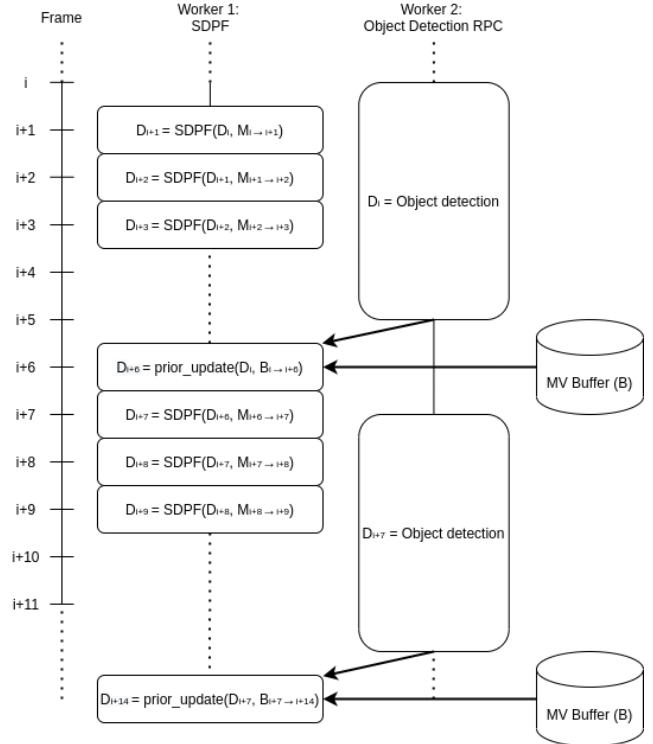 Frame
Worker 1:
SDPF
Worker 2:
Object Detection RPC
i
i+1
Dᵢ₊₁ = SDPF(Dᵢ, Mᵢ→ᵢ₊₁)
i+2
Dᵢ₊₂ = SDPF(Dᵢ₊₁, Mᵢ₊₁→ᵢ₊₂)
Dᵢ = Object detection
i+3
Dᵢ₊₃ = SDPF(Dᵢ₊₂, Mᵢ₊₂→ᵢ₊₃)
i+4
i+5
i+6
Dᵢ₊₆ = prior_update(Dᵢ, Bᵢ→ᵢ₊₆)
MV Buffer (B)
i+7
Dᵢ₊₇ = SDPF(Dᵢ₊₆, Mᵢ₊₆→ᵢ₊₇)
i+8
Dᵢ₊₈ = SDPF(Dᵢ₊₇, Mᵢ₊₇→ᵢ₊₈)
i+9
Dᵢ₊₉ = SDPF(Dᵢ₊₈, Mᵢ₊₈→ᵢ₊₉)
Dᵢ₊₇ = Object detection
i+10
i+11
Dᵢ₊₁₄ = prior_update(Dᵢ₊₇, Bᵢ₊₇→ᵢ₊₁₄)
MV Buffer (B)